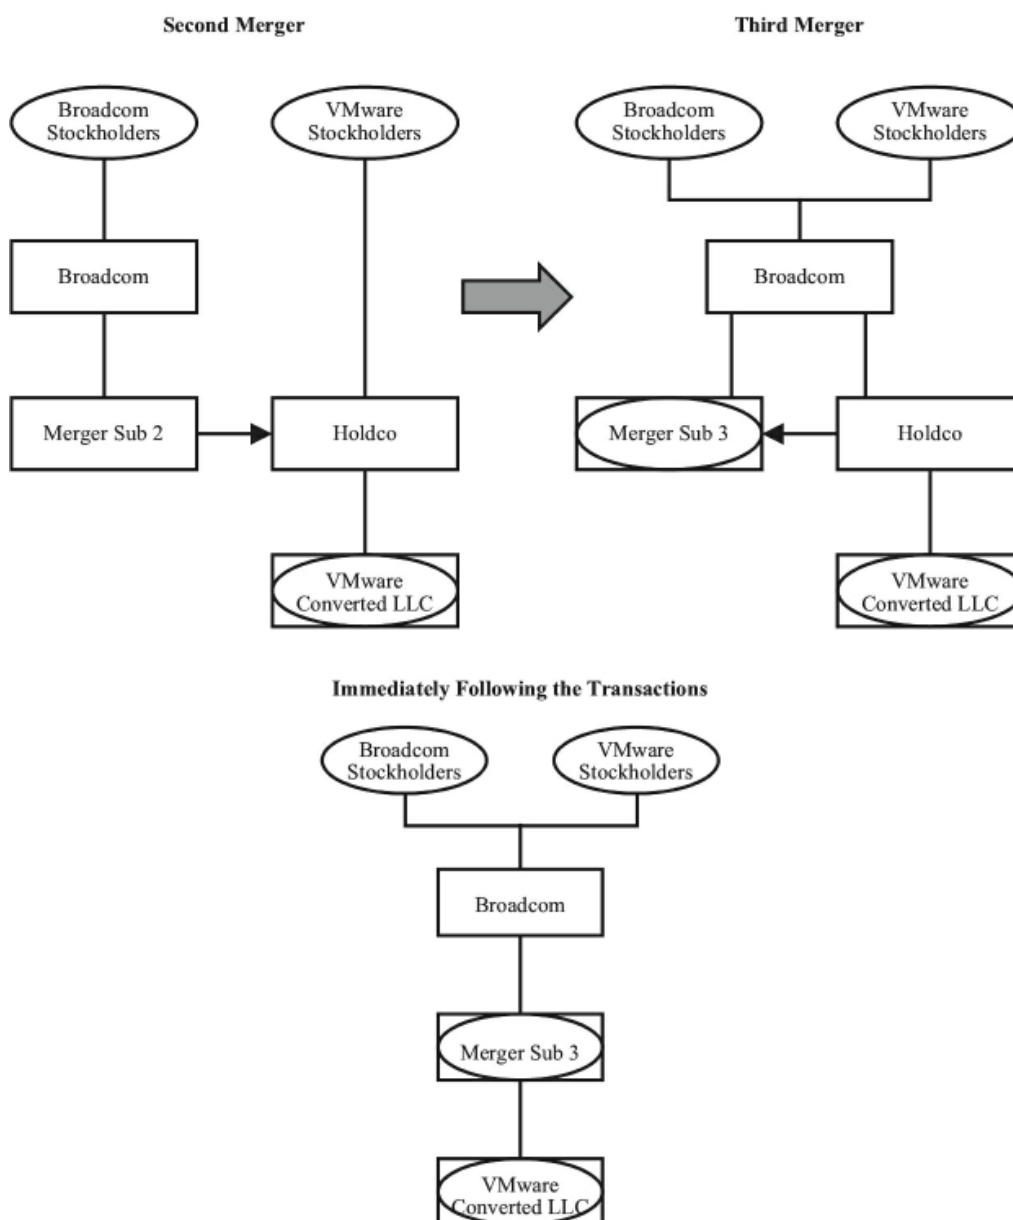 Second Merger
Broadcom
Stockholders
VMware
Stockholders
Broadcom
Merger Sub 2
Holdco
VMware
Converted LLC
Third Merger
Broadcom
Stockholders
VMware
Stockholders
Broadcom
Merger Sub 3
Holdco
VMware
Converted LLC
Immediately Following the Transactions
Broadcom
Stockholders
VMware
Stockholders
Broadcom
Merger Sub 3
VMware
Converted LLC